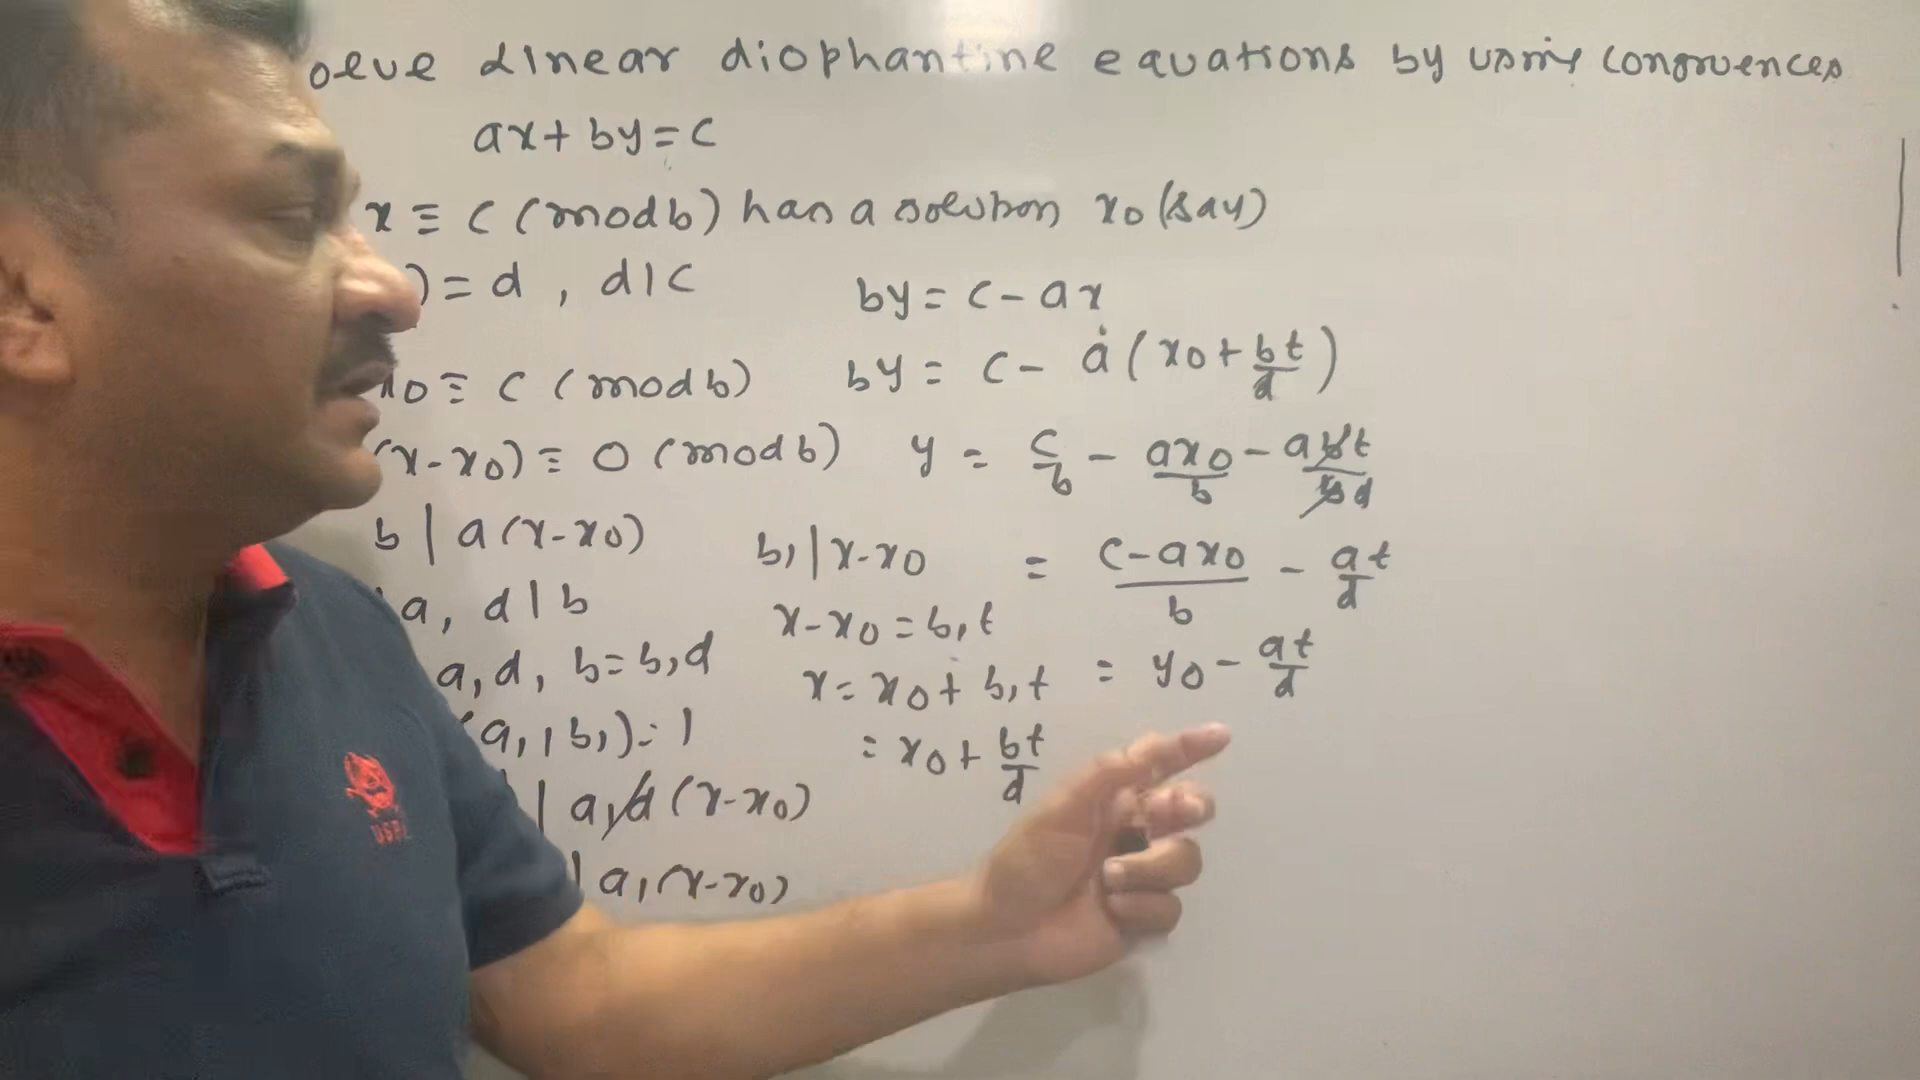 olve linear diophantine equations by using congruences
ax + by = c
x ≡ c (mod b) has a solution x0 (say)
) = d , d | c
x0 ≡ c (mod b)
(x - x0) ≡ 0 (mod b)
b | a(x - x0)
a, d | b
a1d, b = b1d
(a1, b1) = 1
| a1d (x - x0)
| a1(x - x0)
b1 | x - x0
x - x0 = b1t
x = x0 + b1t
= x0 + bt/d
by = c - ax
by = c - a(x0 + bt/d)
y = c/b - ax0/b - abt/bd
= (c - ax0)/b - at/d
= y0 - at/d